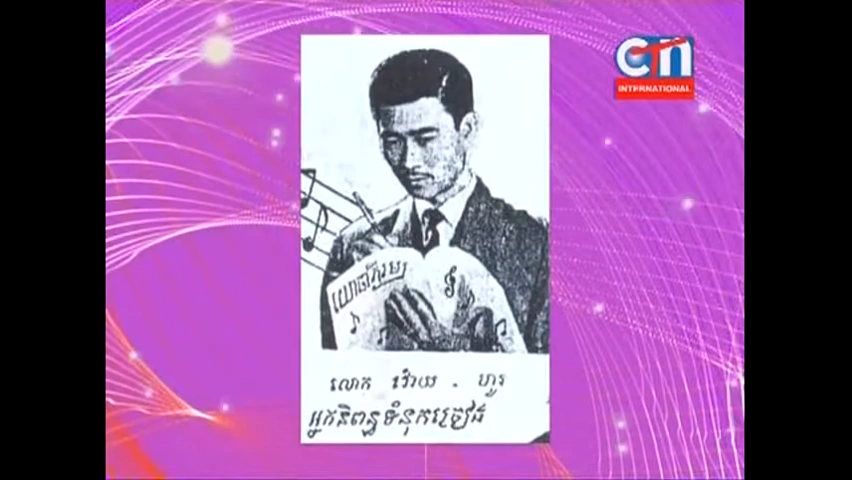 CTN
INTERNATIONAL
លោក វ៉ោយ . ហូរ
អ្នកនិពន្ធទំនុកច្រៀង